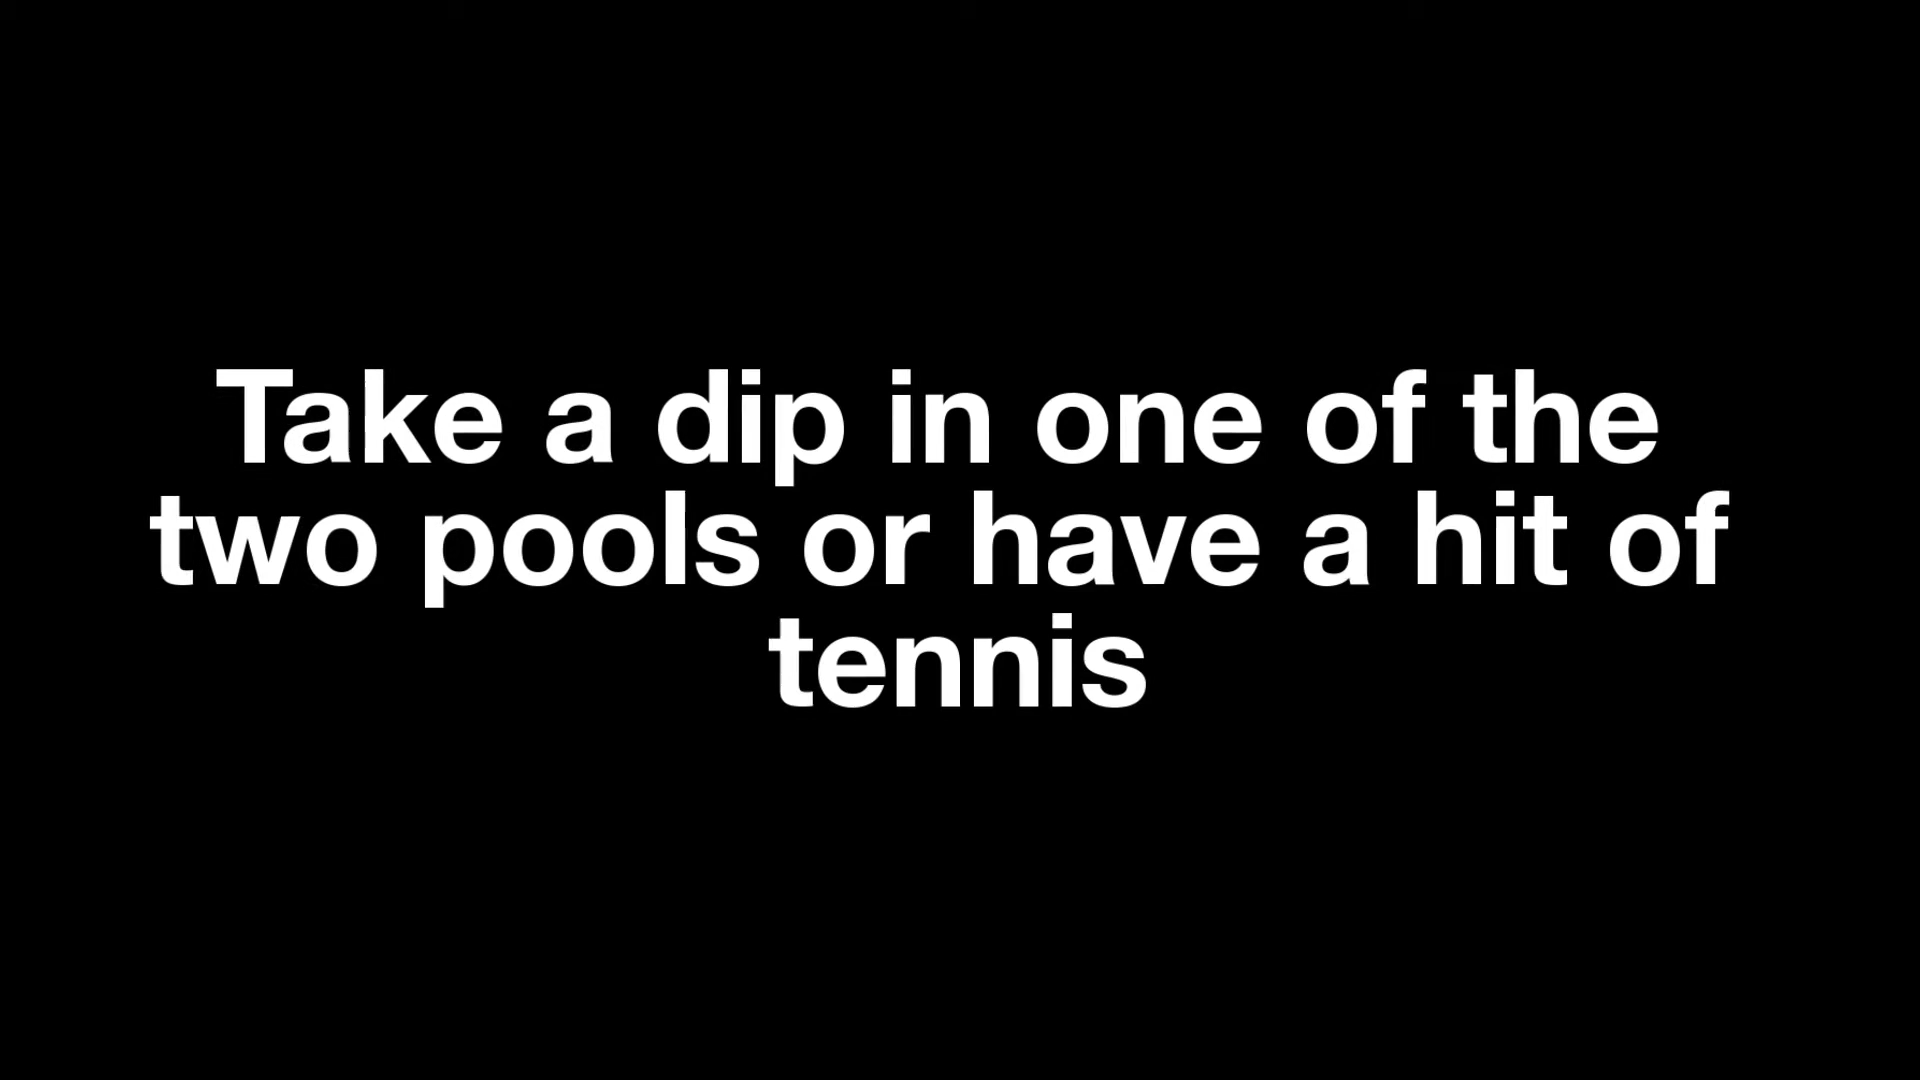 Take a dip in one of the
two pools or have a hit of
tennis